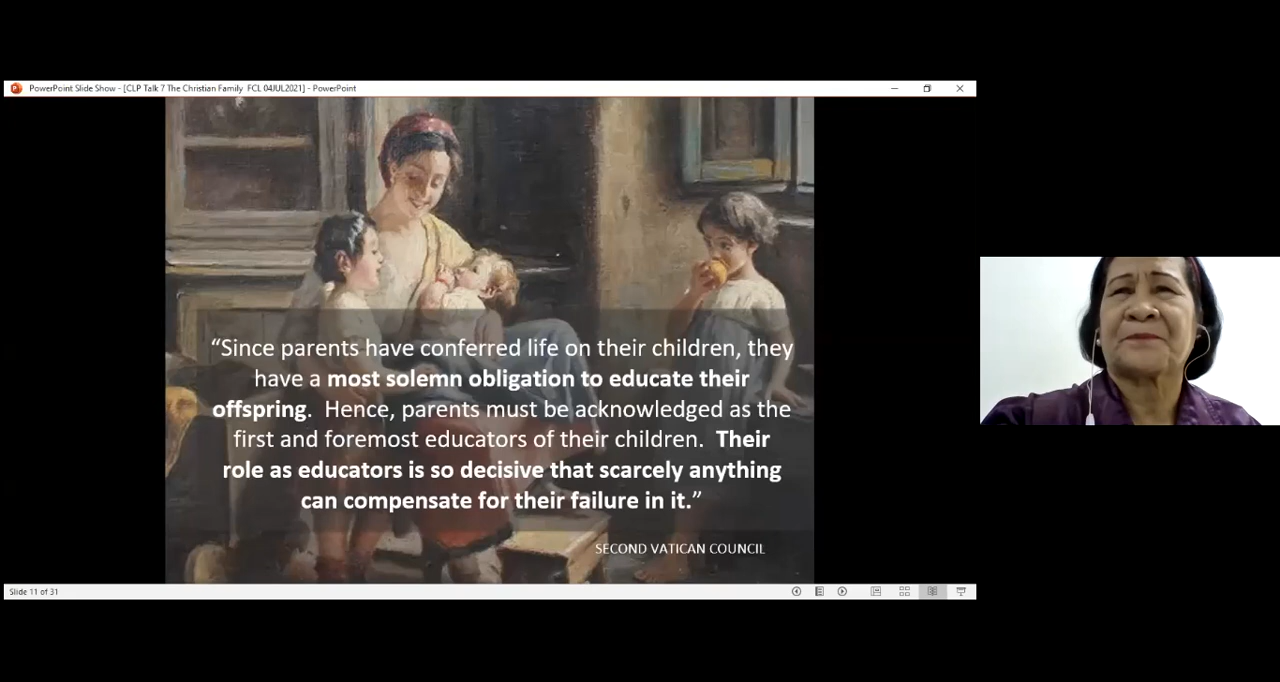 PowerPoint Slide Show - [CLP Talk 7 The Christian Family  FCL 04JUL2021] - PowerPoint
“Since parents have conferred life on their children, they
have a most solemn obligation to educate their
offspring.  Hence, parents must be acknowledged as the
first and foremost educators of their children.  Their
role as educators is so decisive that scarcely anything
can compensate for their failure in it.”
SECOND VATICAN COUNCIL
Slide 11 of 31